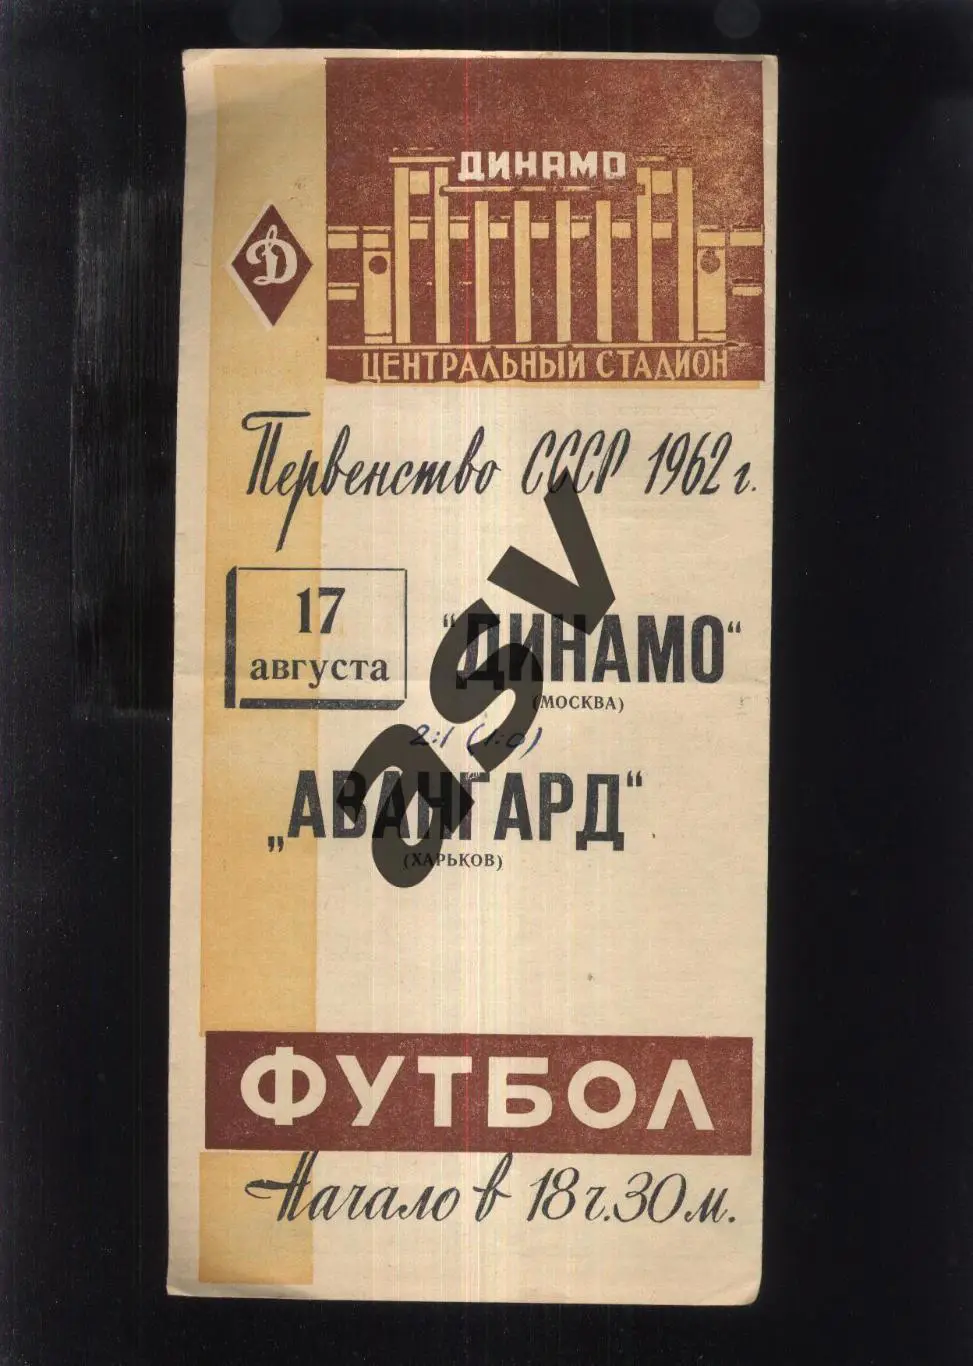 ДИНАМО
Д
ЦЕНТРАЛЬНЫЙ СТАДИОН
Первенство СССР 1962 г.
17
августа
"ДИНАМО"
(МОСКВА)
2:1 (1:0)
„АВАНГАРД"
(ХАРЬКОВ)
asv
ФУТБОЛ
Начало в 18 ч. 30 м.